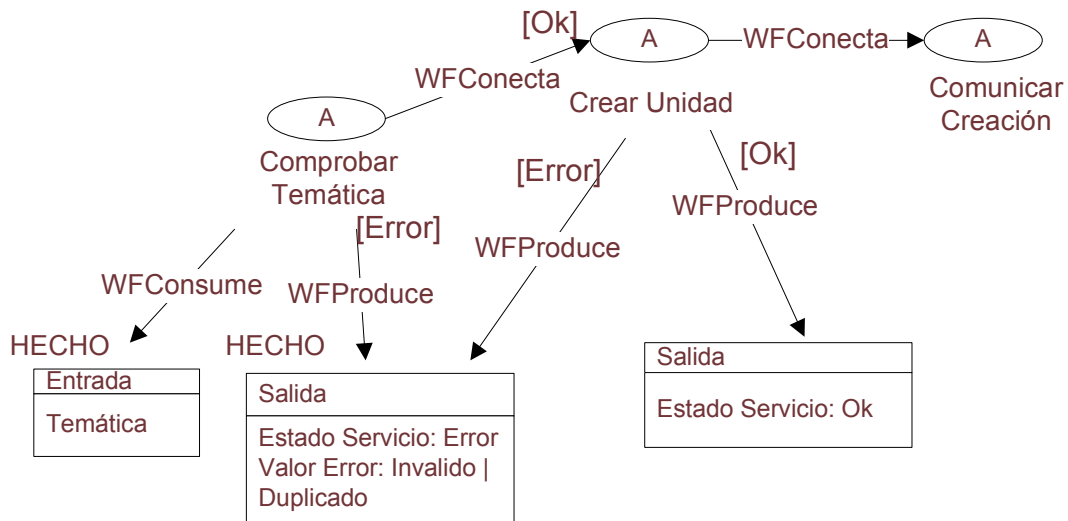 [Ok]
A
WFConecta
A
WFConecta
Crear Unidad
Comunicar
Creación
A
Comprobar
Temática
[Error]
[Ok]
[Error]
WFProduce
WFProduce
WFConsume
WFProduce
HECHO
HECHO
Entrada
Temática
Salida
Estado Servicio: Error
Valor Error: Invalido |
Duplicado
Salida
Estado Servicio: Ok